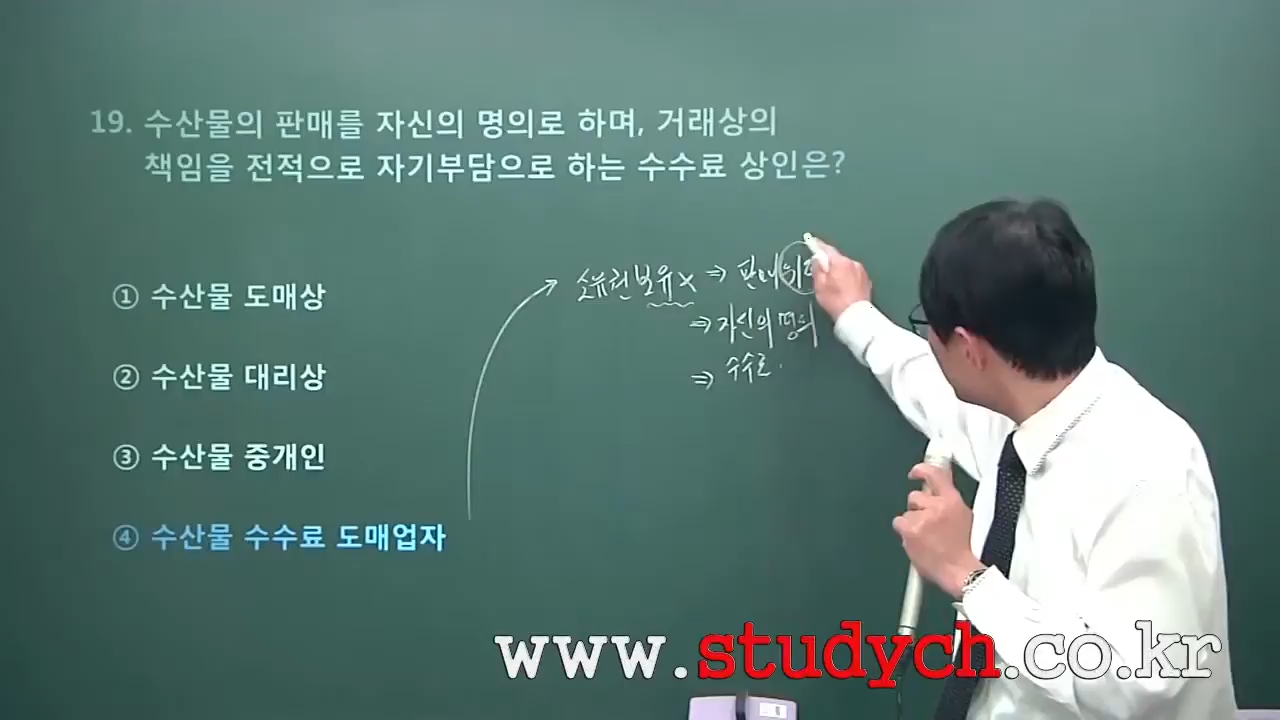 19. 수산물의 판매를 자신의 명의로 하며, 거래상의
책임을 전적으로 자기부담으로 하는 수수료 상인은?
① 수산물 도매상
② 수산물 대리상
③ 수산물 중개인
④ 수산물 수수료 도매업자
소유권 보유 x ⇒ 판매
⇒ 자신의 명의
⇒ 수수료.
www.studych.co.kr